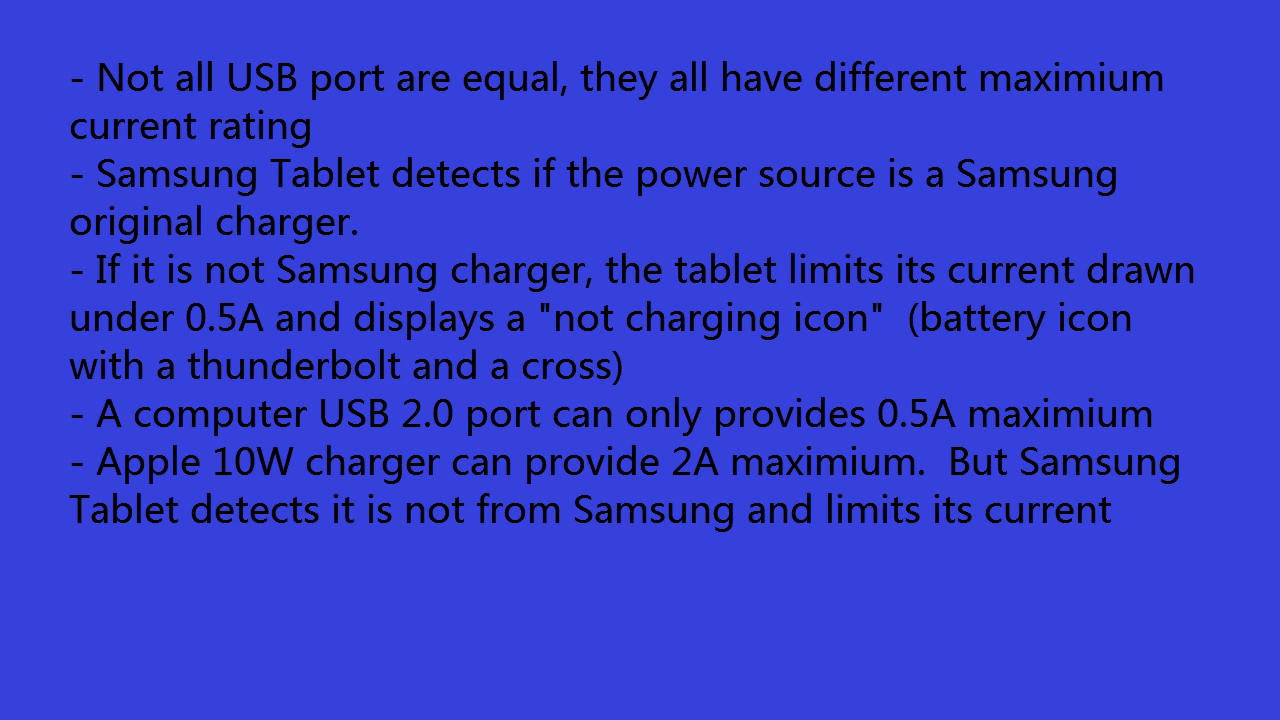 - Not all USB port are equal, they all have different maximium
current rating
- Samsung Tablet detects if the power source is a Samsung
original charger.
- If it is not Samsung charger, the tablet limits its current drawn
under 0.5A and displays a "not charging icon"  (battery icon
with a thunderbolt and a cross)
- A computer USB 2.0 port can only provides 0.5A maximium
- Apple 10W charger can provide 2A maximium.  But Samsung
Tablet detects it is not from Samsung and limits its current